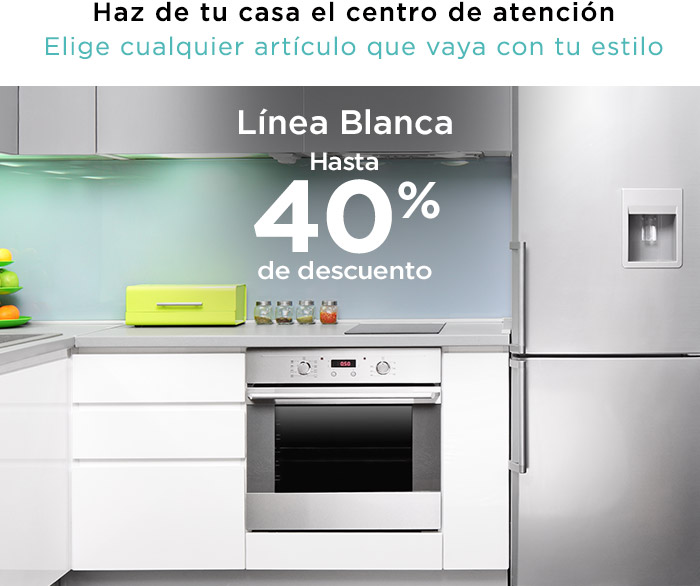 Haz de tu casa el centro de atención
Elige cualquier artículo que vaya con tu estilo
Línea Blanca
Hasta
40%
de descuento